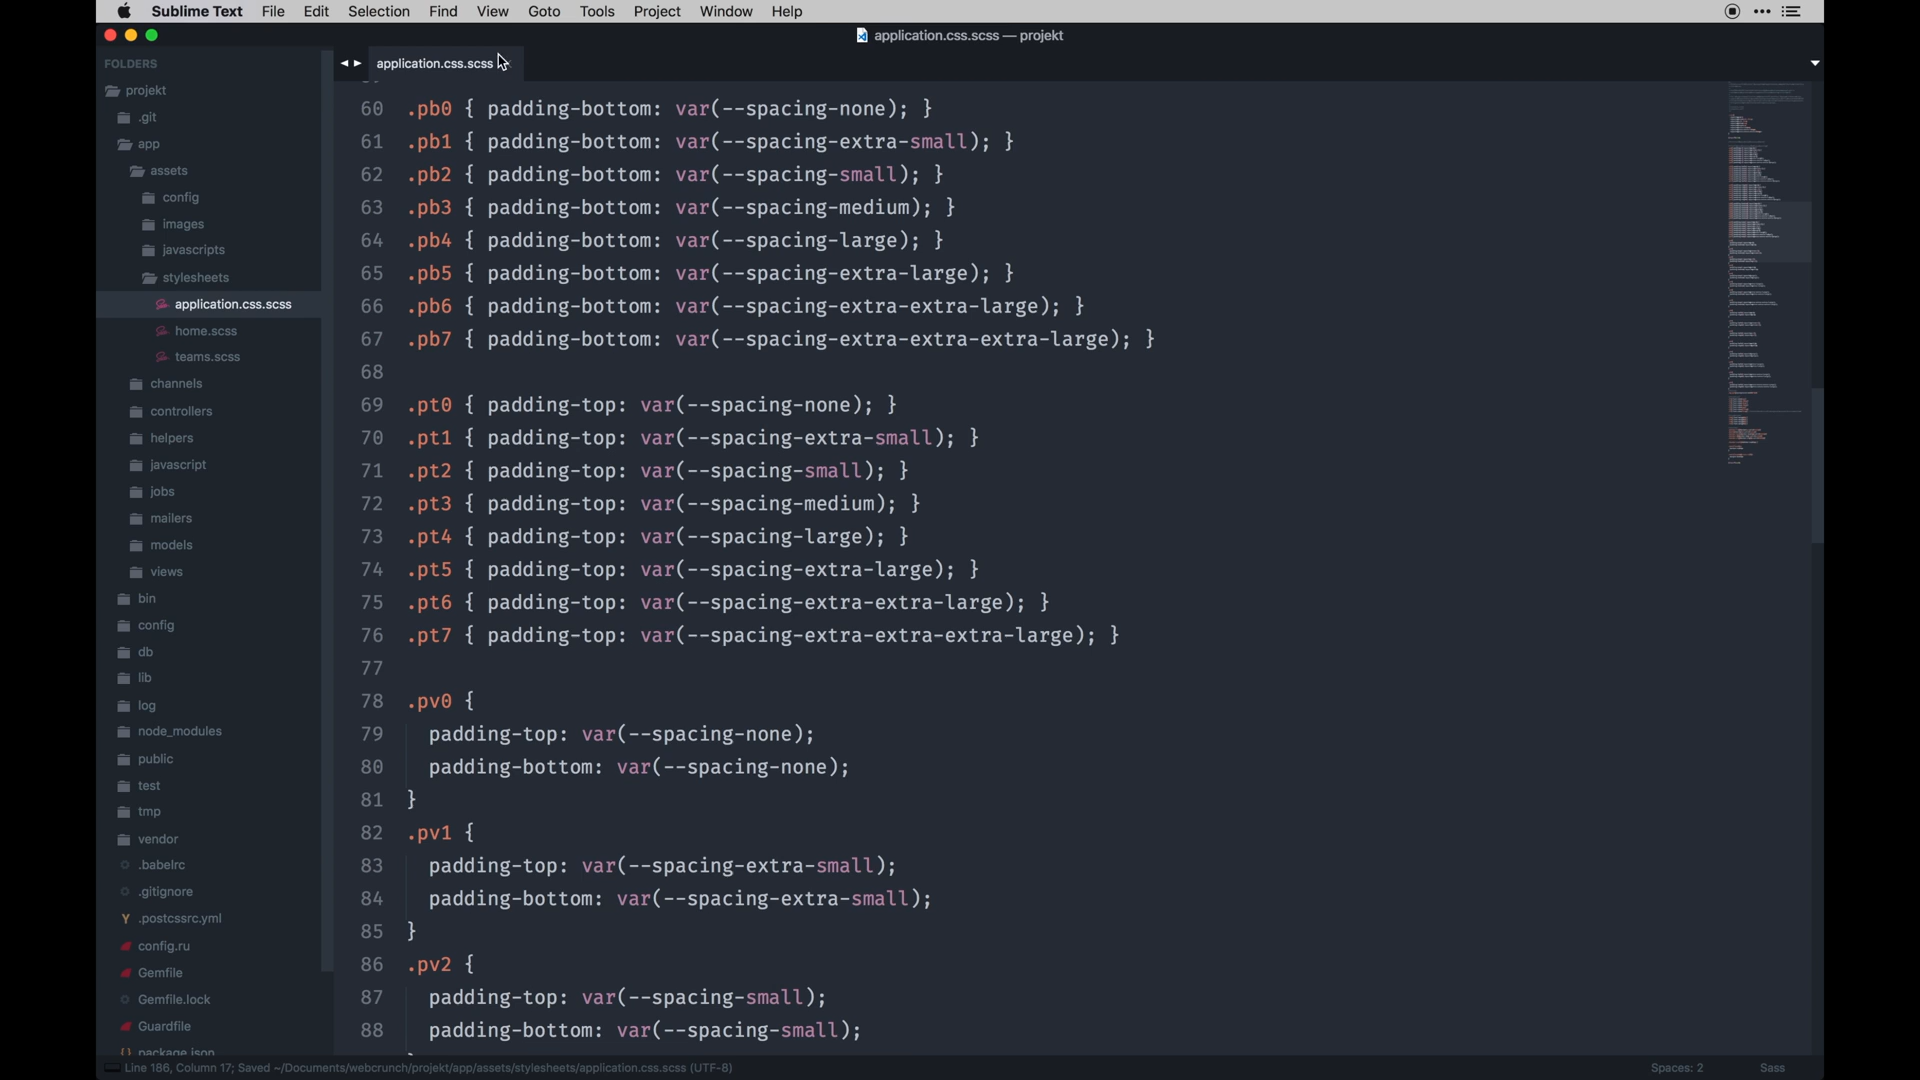 Sublime Text File Edit Selection Find View Goto Tools Project Window Help
application.css.scss — projekt
FOLDERS
projekt
.git
app
assets
config
images
javascripts
stylesheets
application.css.scss
home.scss
teams.scss
channels
controllers
helpers
javascript
jobs
mailers
models
views
bin
config
db
lib
log
node_modules
public
test
tmp
vendor
.babelrc
.gitignore
.postcssrc.yml
config.ru
Gemfile
Gemfile.lock
Guardfile
package.json
application.css.scss
60 .pb0 { padding-bottom: var(--spacing-none); }
61 .pb1 { padding-bottom: var(--spacing-extra-small); }
62 .pb2 { padding-bottom: var(--spacing-small); }
63 .pb3 { padding-bottom: var(--spacing-medium); }
64 .pb4 { padding-bottom: var(--spacing-large); }
65 .pb5 { padding-bottom: var(--spacing-extra-large); }
66 .pb6 { padding-bottom: var(--spacing-extra-extra-large); }
67 .pb7 { padding-bottom: var(--spacing-extra-extra-extra-large); }
68
69 .pt0 { padding-top: var(--spacing-none); }
70 .pt1 { padding-top: var(--spacing-extra-small); }
71 .pt2 { padding-top: var(--spacing-small); }
72 .pt3 { padding-top: var(--spacing-medium); }
73 .pt4 { padding-top: var(--spacing-large); }
74 .pt5 { padding-top: var(--spacing-extra-large); }
75 .pt6 { padding-top: var(--spacing-extra-extra-large); }
76 .pt7 { padding-top: var(--spacing-extra-extra-extra-large); }
77
78 .pv0 {
79 padding-top: var(--spacing-none);
80 padding-bottom: var(--spacing-none);
81 }
82 .pv1 {
83 padding-top: var(--spacing-extra-small);
84 padding-bottom: var(--spacing-extra-small);
85 }
86 .pv2 {
87 padding-top: var(--spacing-small);
88 padding-bottom: var(--spacing-small);
Line 186, Column 17; Saved ~/Documents/webcrunch/projekt/app/assets/stylesheets/application.css.scss (UTF-8)
Spaces: 2 Sass